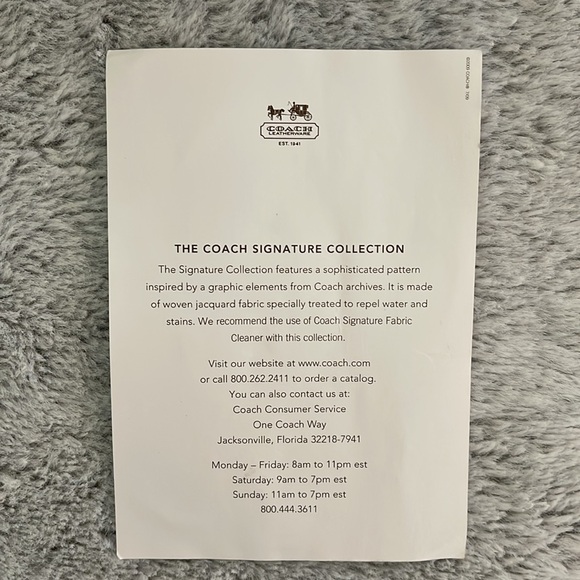 COACH
LEATHERWARE
EST. 1941
THE COACH SIGNATURE COLLECTION
The Signature Collection features a sophisticated pattern
inspired by a graphic elements from Coach archives. It is made
of woven jacquard fabric specially treated to repel water and
stains. We recommend the use of Coach Signature Fabric
Cleaner with this collection.
Visit our website at www.coach.com
or call 800.262.2411 to order a catalog.
You can also contact us at:
Coach Consumer Service
One Coach Way
Jacksonville, Florida 32218-7941
Monday – Friday: 8am to 11pm est
Saturday: 9am to 7pm est
Sunday: 11am to 7pm est
800.444.3611